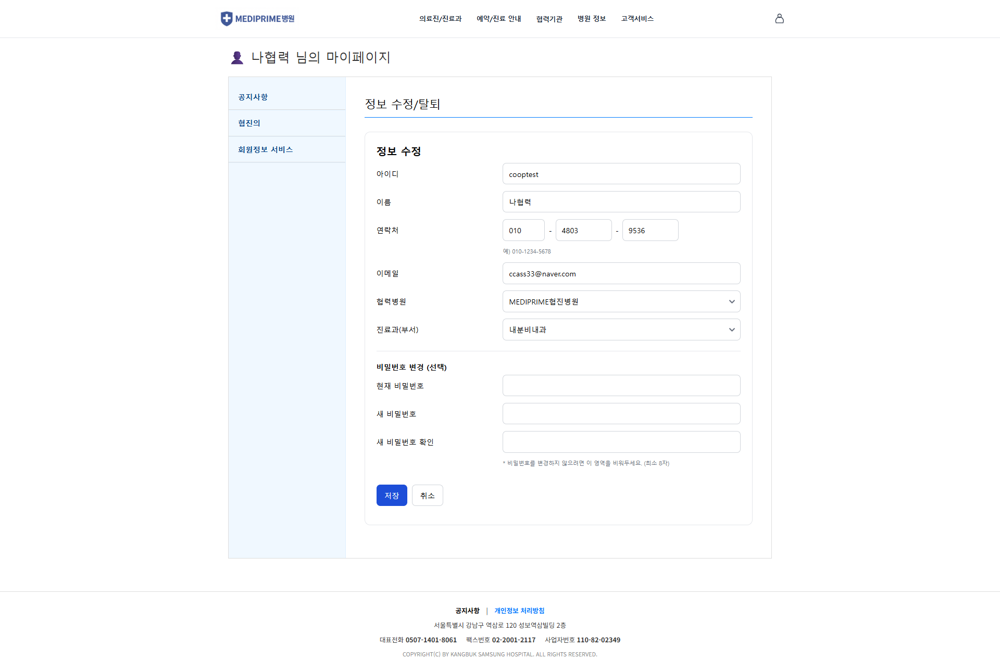 MEDIPRIME병원
의료진/진료과 예약/진료 안내 협력기관 병원 정보 고객서비스
나협력 님의 마이페이지
공지사항
협진의
회원정보 서비스
정보 수정/탈퇴
정보 수정
아이디 cooptest
이름 나협력
연락처 010 - 4803 - 9536
예) 010-1234-5678
이메일 ccass33@naver.com
협력병원 MEDIPRIME협진병원
진료과(부서) 내분비내과
비밀번호 변경 (선택)
현재 비밀번호
새 비밀번호
새 비밀번호 확인
* 비밀번호를 변경하지 않으려면 이 영역을 비워두세요. (최소 8자)
저장 취소
공지사항 | 개인정보 처리방침
서울특별시 강남구 역삼로 120 성보역삼빌딩 2층
대표전화 0507-1401-8061 팩스번호 02-2001-2117 사업자번호 110-82-02349
COPYRIGHT(C) BY KANGBUK SAMSUNG HOSPITAL. ALL RIGHTS RESERVED.